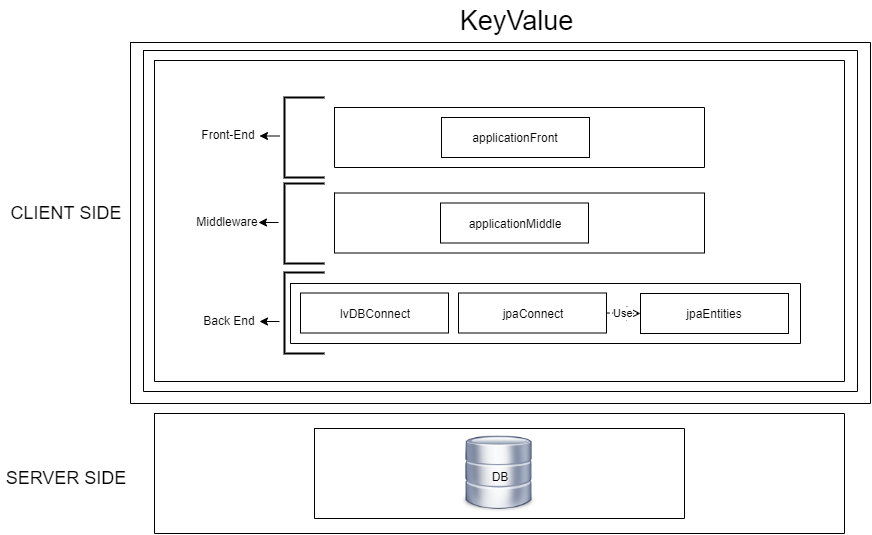 KeyValue
Front-End
applicationFront
CLIENT SIDE
Middleware
applicationMiddle
Back End
lvDBConnect
jpaConnect
Use
jpaEntities
SERVER SIDE
DB